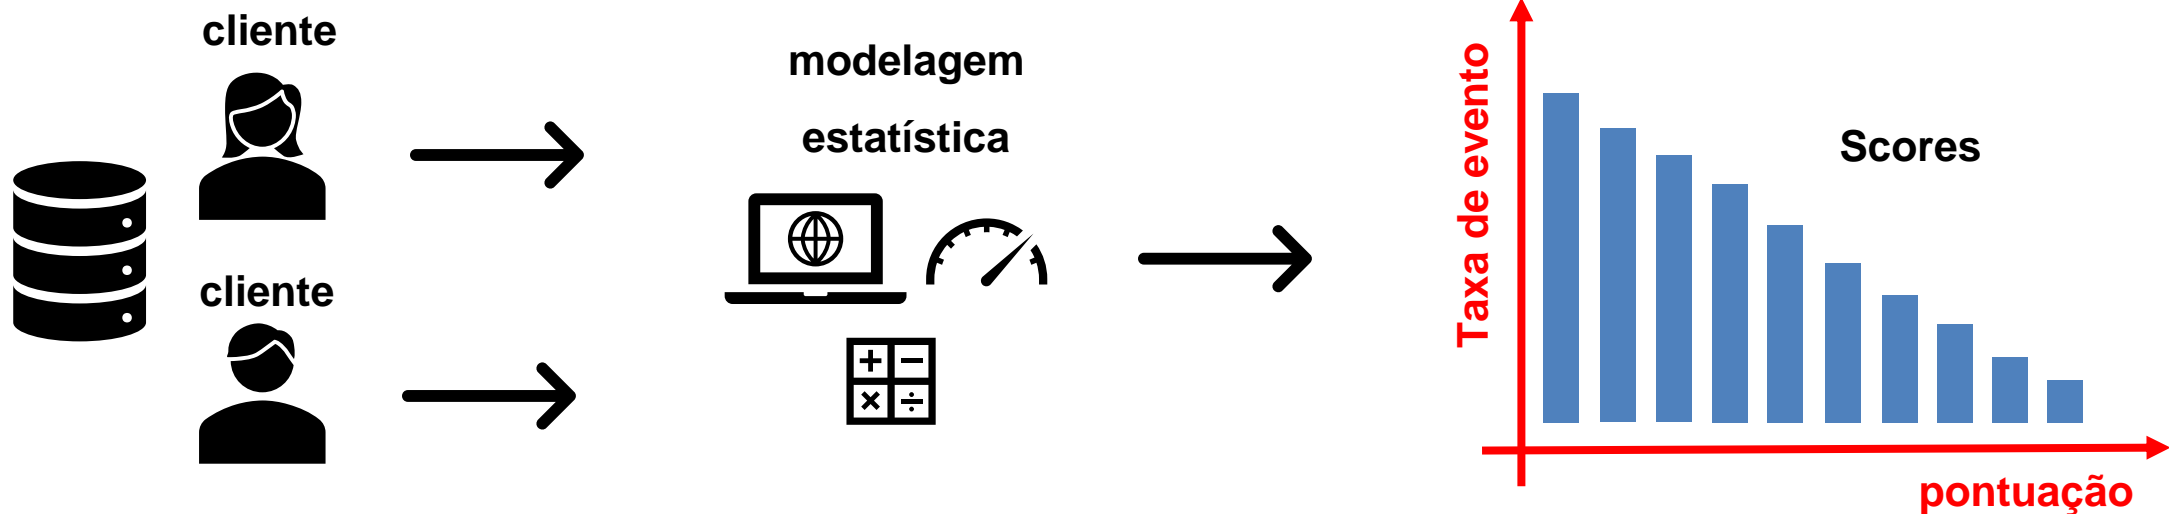 cliente
cliente
modelagem
estatística
Taxa de evento
Scores
pontuação